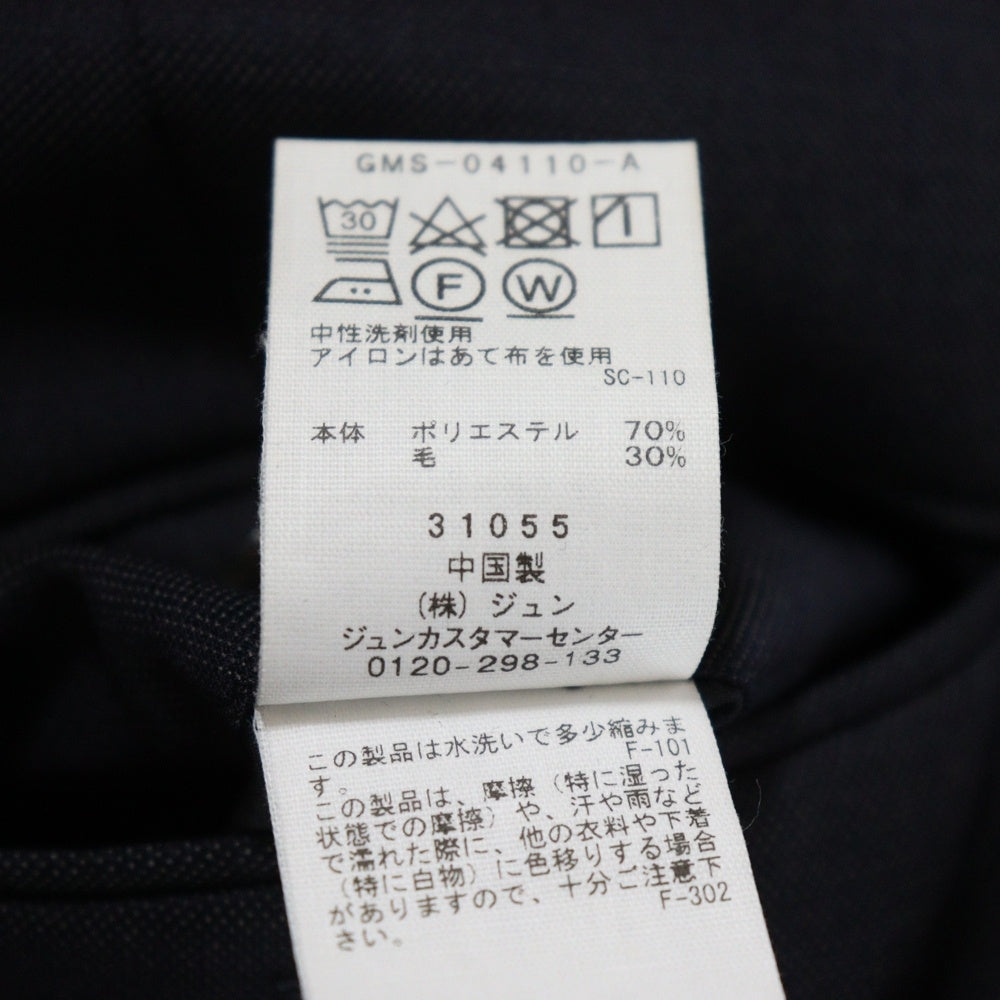 GMS-04110-A
30
F W
中性洗剤使用
アイロンはあて布を使用
SC-110
本体 ポリエステル 70%
毛 30%
31055
中国製
(株) ジュン
ジュンカスタマーセンター
0120-298-133
この製品は水洗いで多少縮みま
す。
F-101
この製品は、摩擦(特に湿った
状態での摩擦)や、汗や雨など
で濡れた際に、他の衣料や下着
(特に白物)に色移りする場合
がありますので、十分ご注意下
さい。
F-302